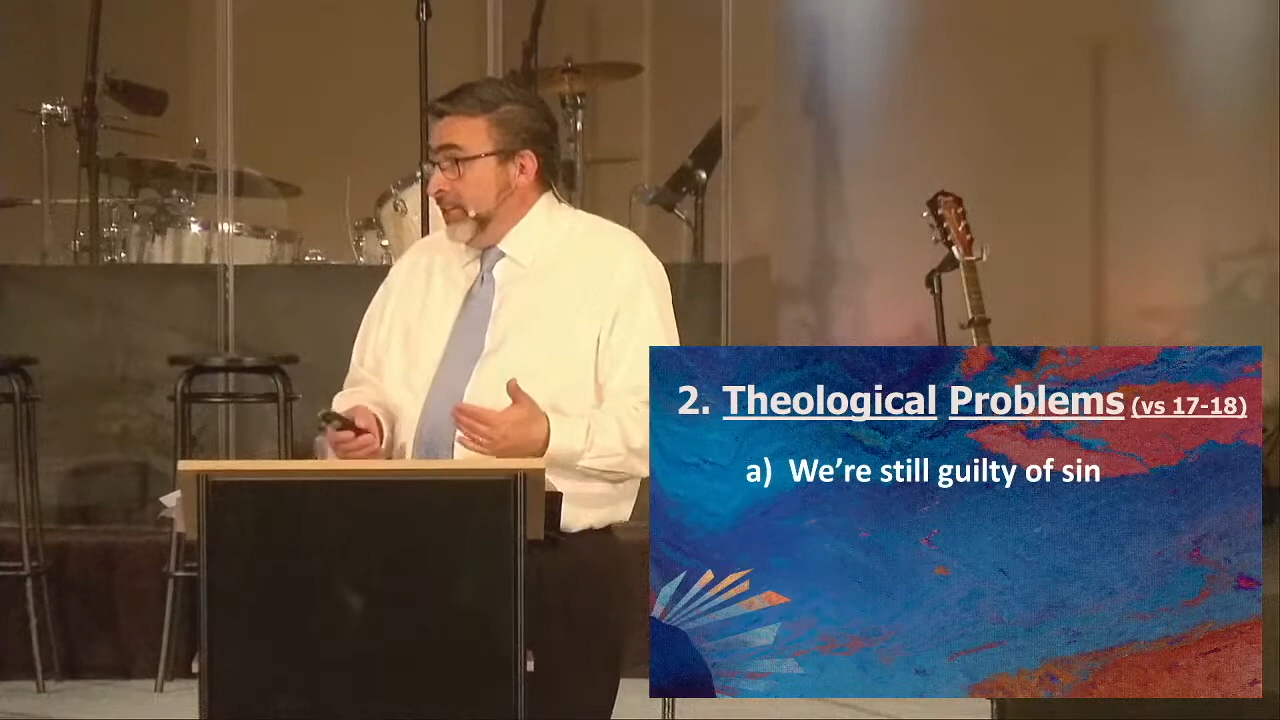 2. Theological Problems (vs 17-18)
a) We’re still guilty of sin